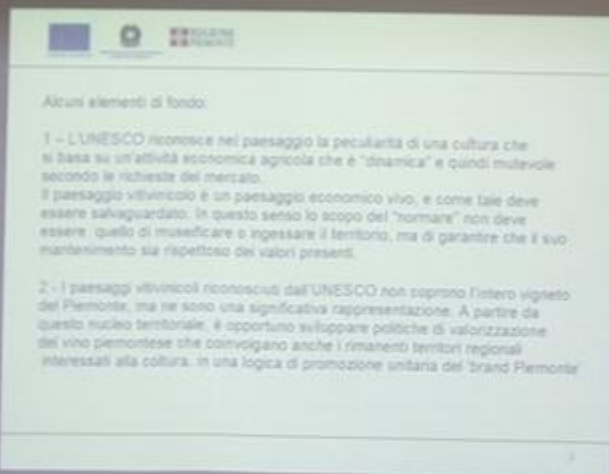 REGIONE
PIEMONTE
Alcuni elementi di fondo:
1 – L'UNESCO riconosce nel paesaggio la peculiarità di una cultura che
si basa su un'attività economica agricola che è "dinamica" e quindi mutevole
secondo le richieste del mercato.
Il paesaggio vitivinicolo è un paesaggio economico vivo, e come tale deve
essere salvaguardato. In questo senso lo scopo del "normare" non deve
essere quello di museificare o ingessare il territorio, ma di garantire che il suo
mantenimento sia rispettoso dei valori presenti.
2 - I paesaggi vitivinicoli riconosciuti dall'UNESCO non coprono l'intero vigneto
del Piemonte, ma ne sono una significativa rappresentazione. A partire da
questo nucleo territoriale, è opportuno sviluppare politiche di valorizzazione
del vino piemontese che coinvolgano anche i rimanenti territori regionali
interessati alla coltura, in una logica di promozione unitaria del 'brand Piemonte'